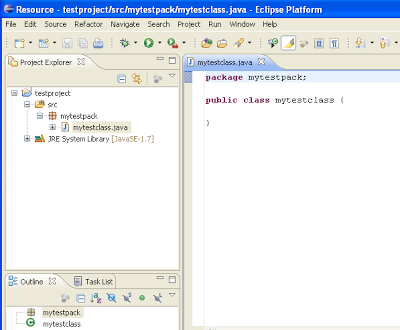 Resource - testproject/src/mytestpack/mytestclass.java - Eclipse Platform
File Edit Source Refactor Navigate Search Project Run Window Help
Project Explorer
testproject
src
mytestpack
mytestclass.java
JRE System Library [JavaSE-1.7]
mytestclass.java
package mytestpack;
public class mytestclass {
}
Outline Task List
mytestpack
mytestclass